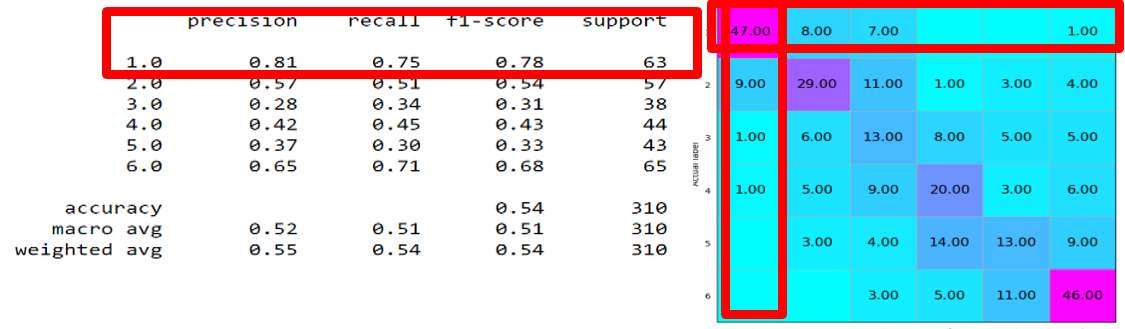 precision recall f1-score support
1.0 0.81 0.75 0.78 63
2.0 0.57 0.51 0.54 57
3.0 0.28 0.34 0.31 38
4.0 0.42 0.45 0.43 44
5.0 0.37 0.30 0.33 43
6.0 0.65 0.71 0.68 65
accuracy 0.54 310
macro avg 0.52 0.51 0.51 310
weighted avg 0.55 0.54 0.54 310
Actual label
47.00 8.00 7.00 1.00
2 9.00 29.00 11.00 1.00 3.00 4.00
3 1.00 6.00 13.00 8.00 5.00 5.00
4 1.00 5.00 9.00 20.00 3.00 6.00
5 3.00 4.00 14.00 13.00 9.00
6 3.00 5.00 11.00 46.00